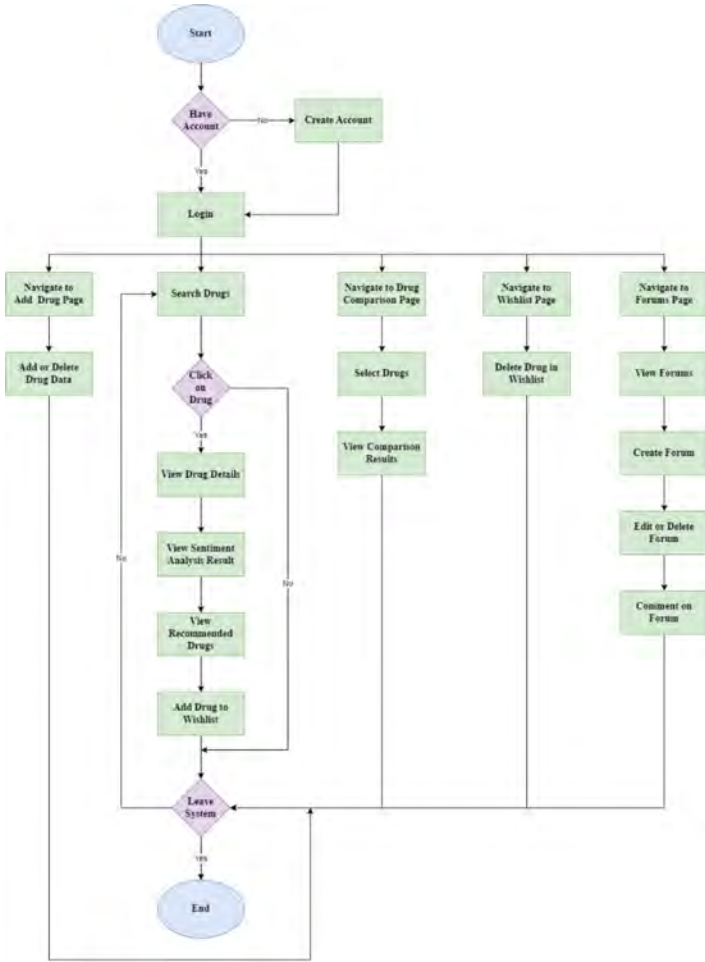 Start
Have
Account
No
Create Account
Yes
Login
Navigate to
Add Drug Page
Search Drugs
Navigate to Drug
Comparison Page
Navigate to
Wishlist Page
Navigate to
Forums Page
Add or Delete
Drug Data
Click
on
Drug
Select Drugs
Delete Drug in
Wishlist
View Forums
Yes
View Drug Details
View Comparison
Results
Create Forum
View Sentiment
Analysis Result
Edit or Delete
Forum
No
No
View
Recommended
Drugs
Comment on
Forum
Add Drug to
Wishlist
Leave
System
Yes
End